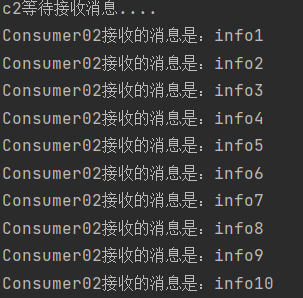 c2等待接收消息....
Consumer02接收的消息是：info1
Consumer02接收的消息是：info2
Consumer02接收的消息是：info3
Consumer02接收的消息是：info4
Consumer02接收的消息是：info5
Consumer02接收的消息是：info6
Consumer02接收的消息是：info7
Consumer02接收的消息是：info8
Consumer02接收的消息是：info9
Consumer02接收的消息是：info10